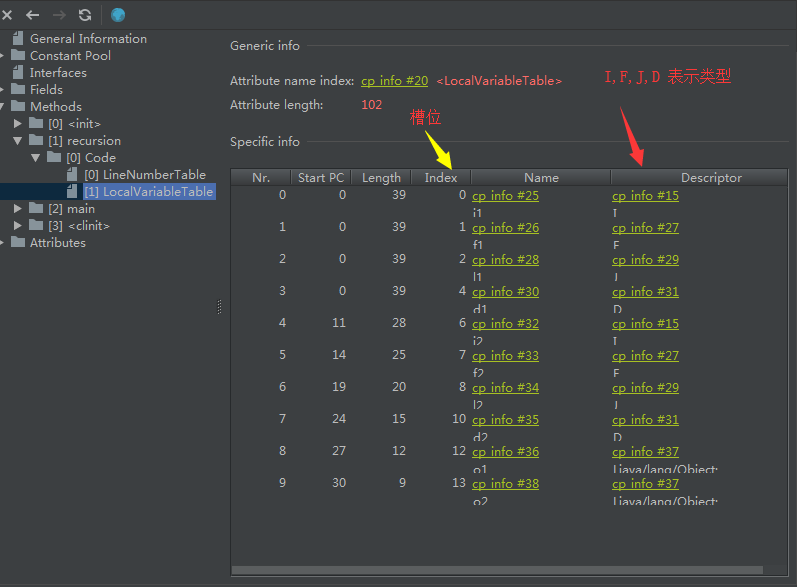 General Information
Constant Pool
Interfaces
Fields
Methods
[0] <init>
[1] recursion
[0] Code
[0] LineNumberTable
[1] LocalVariableTable
[2] main
[3] <clinit>
Attributes
Generic info
Attribute name index: cp info #20 <LocalVariableTable>
Attribute length: 102
I,F,J,D 表示类型
槽位
Specific info
Nr. Start PC Length Index Name Descriptor
0 0 39 0 cp info #25 cp info #15
i1 I
1 0 39 1 cp info #26 cp info #27
f1 F
2 0 39 2 cp info #28 cp info #29
l1 J
3 0 39 4 cp info #30 cp info #31
d1 D
4 11 28 6 cp info #32 cp info #15
i2 I
5 14 25 7 cp info #33 cp info #27
f2 F
6 19 20 8 cp info #34 cp info #29
l2 J
7 24 15 10 cp info #35 cp info #31
d2 D
8 27 12 12 cp info #36 cp info #37
o1 Ljava/lang/Object;
9 30 9 13 cp info #38 cp info #37
o2 Ljava/lang/Object;